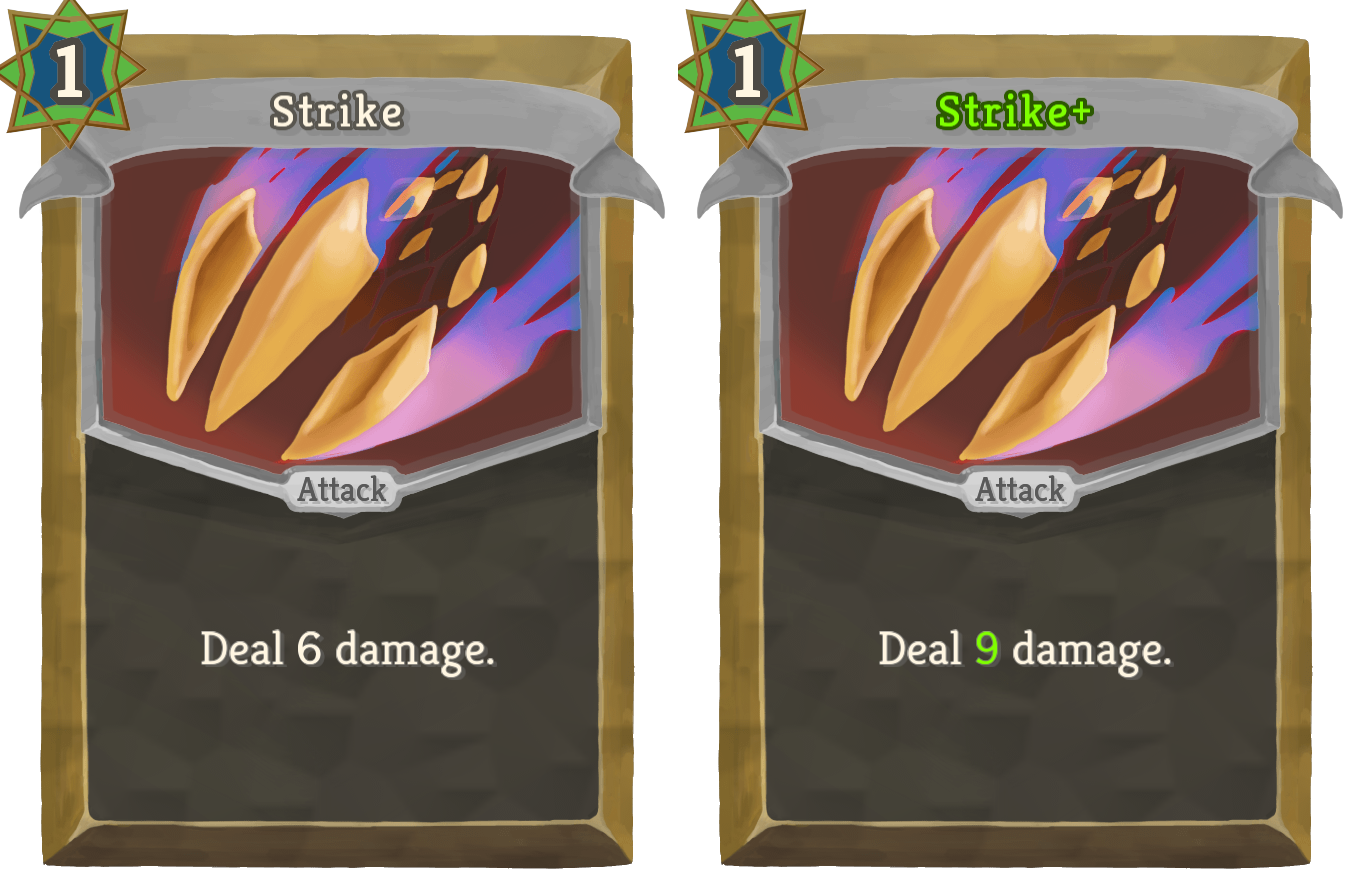 1
Strike
Attack
Deal 6 damage.
1
Strike+
Attack
Deal 9 damage.